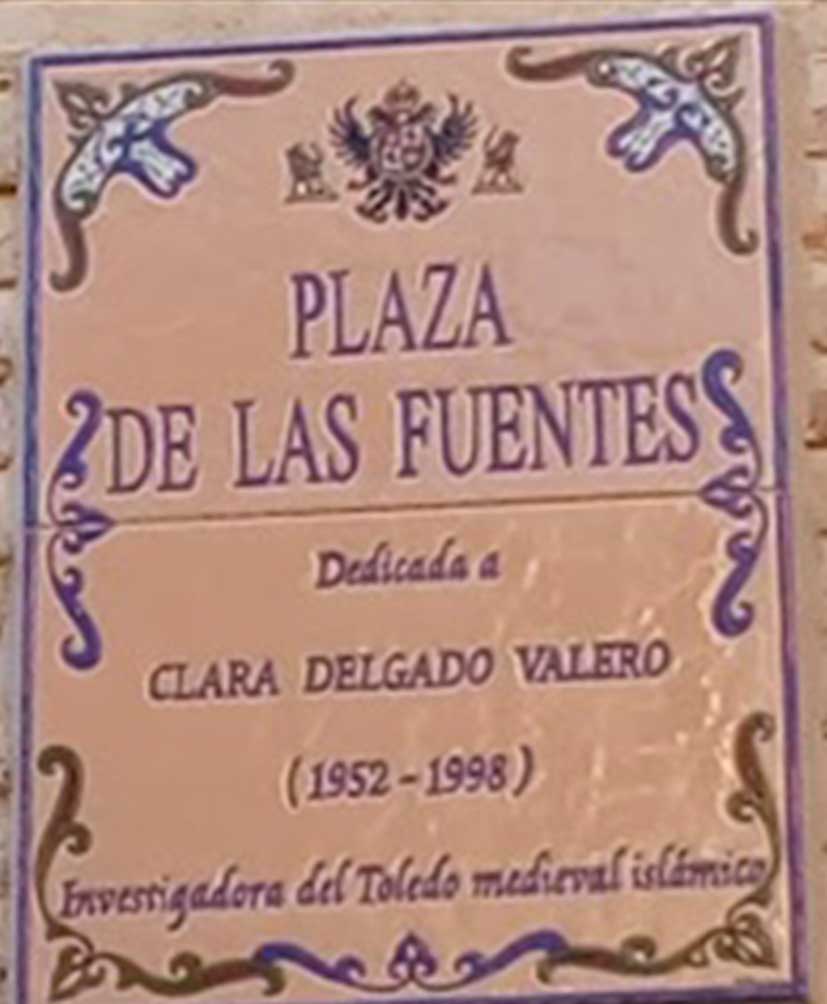 PLAZA
DE LAS FUENTES
Dedicada a
CLARA DELGADO VALERO
(1952-1998)
Investigadora del Toledo medieval islámico